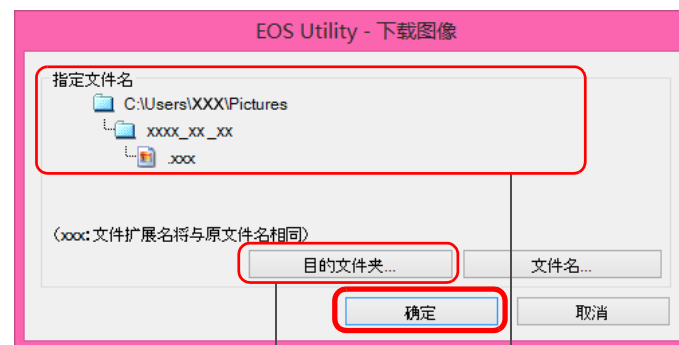 EOS Utility - 下载图像
指定文件名
C:\Users\XXX\Pictures
xxxx_xx_xx
.xxx
(xxx:文件扩展名将与原文件名相同)
目的文件夹... 文件名...
确定 取消